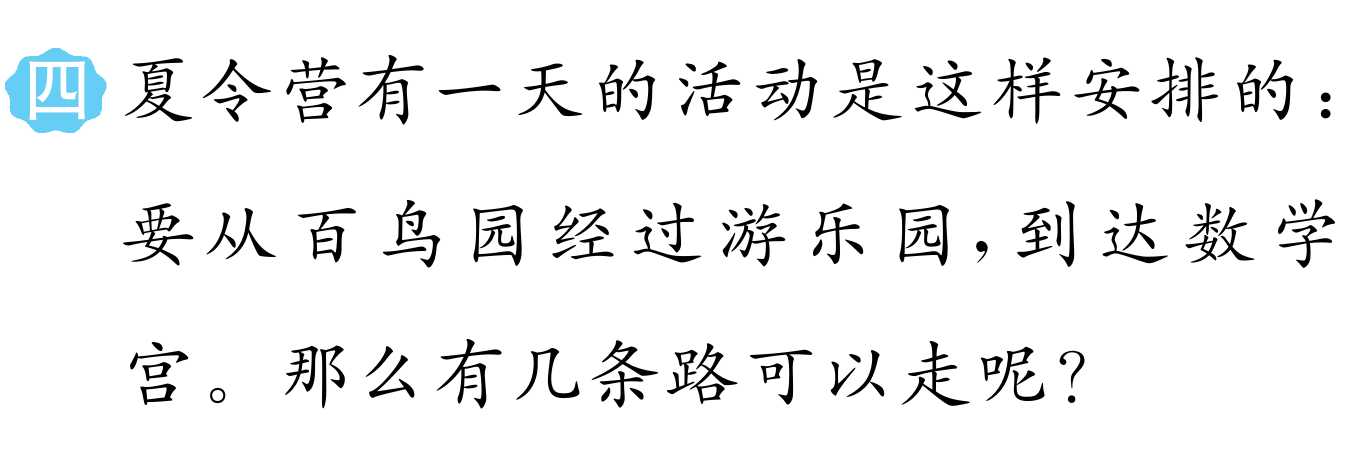 四 夏令营有一天的活动是这样安排的：
要从百鸟园经过游乐园，到达数学
宫。那么有几条路可以走呢？